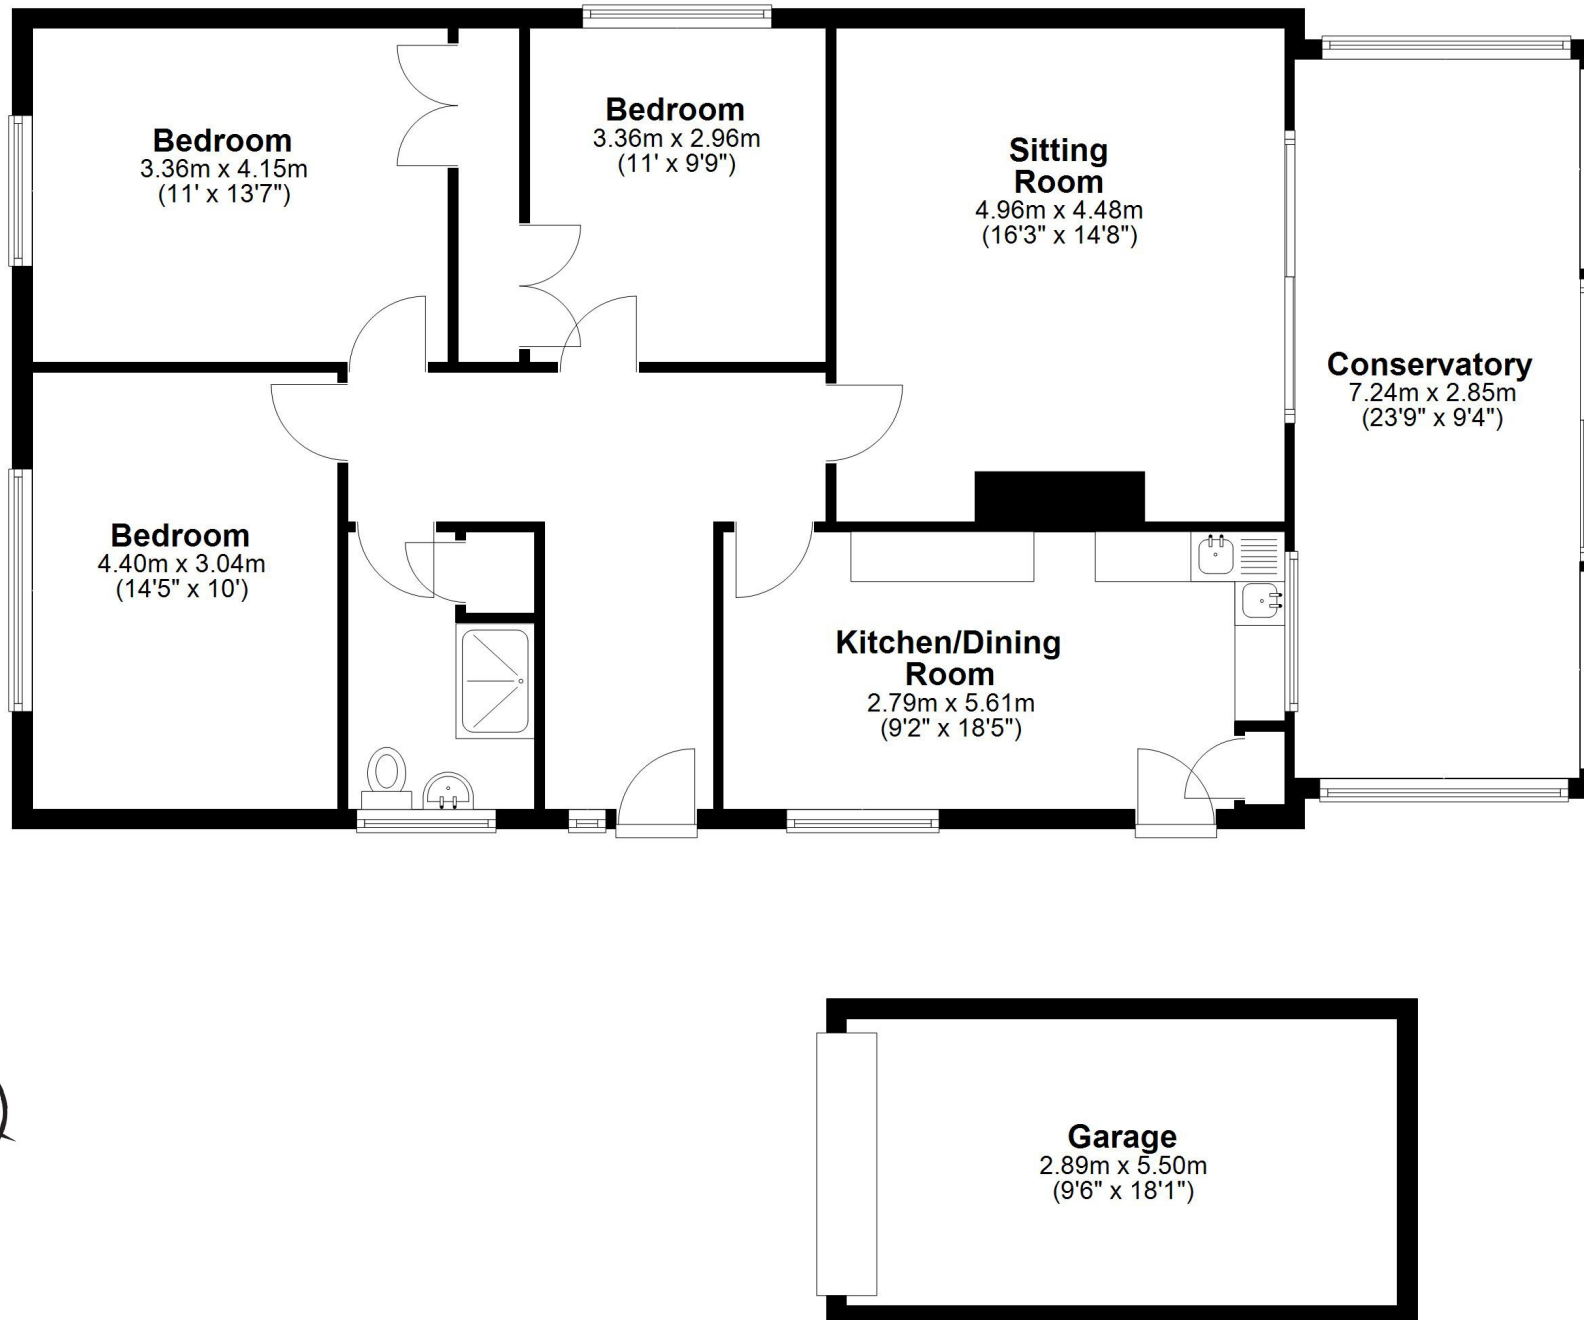 Bedroom
3.36m x 4.15m
(11' x 13'7")
Bedroom
3.36m x 2.96m
(11' x 9'9")
Sitting
Room
4.96m x 4.48m
(16'3" x 14'8")
Conservatory
7.24m x 2.85m
(23'9" x 9'4")
Bedroom
4.40m x 3.04m
(14'5" x 10')
Kitchen/Dining
Room
2.79m x 5.61m
(9'2" x 18'5")
Garage
2.89m x 5.50m
(9'6" x 18'1")